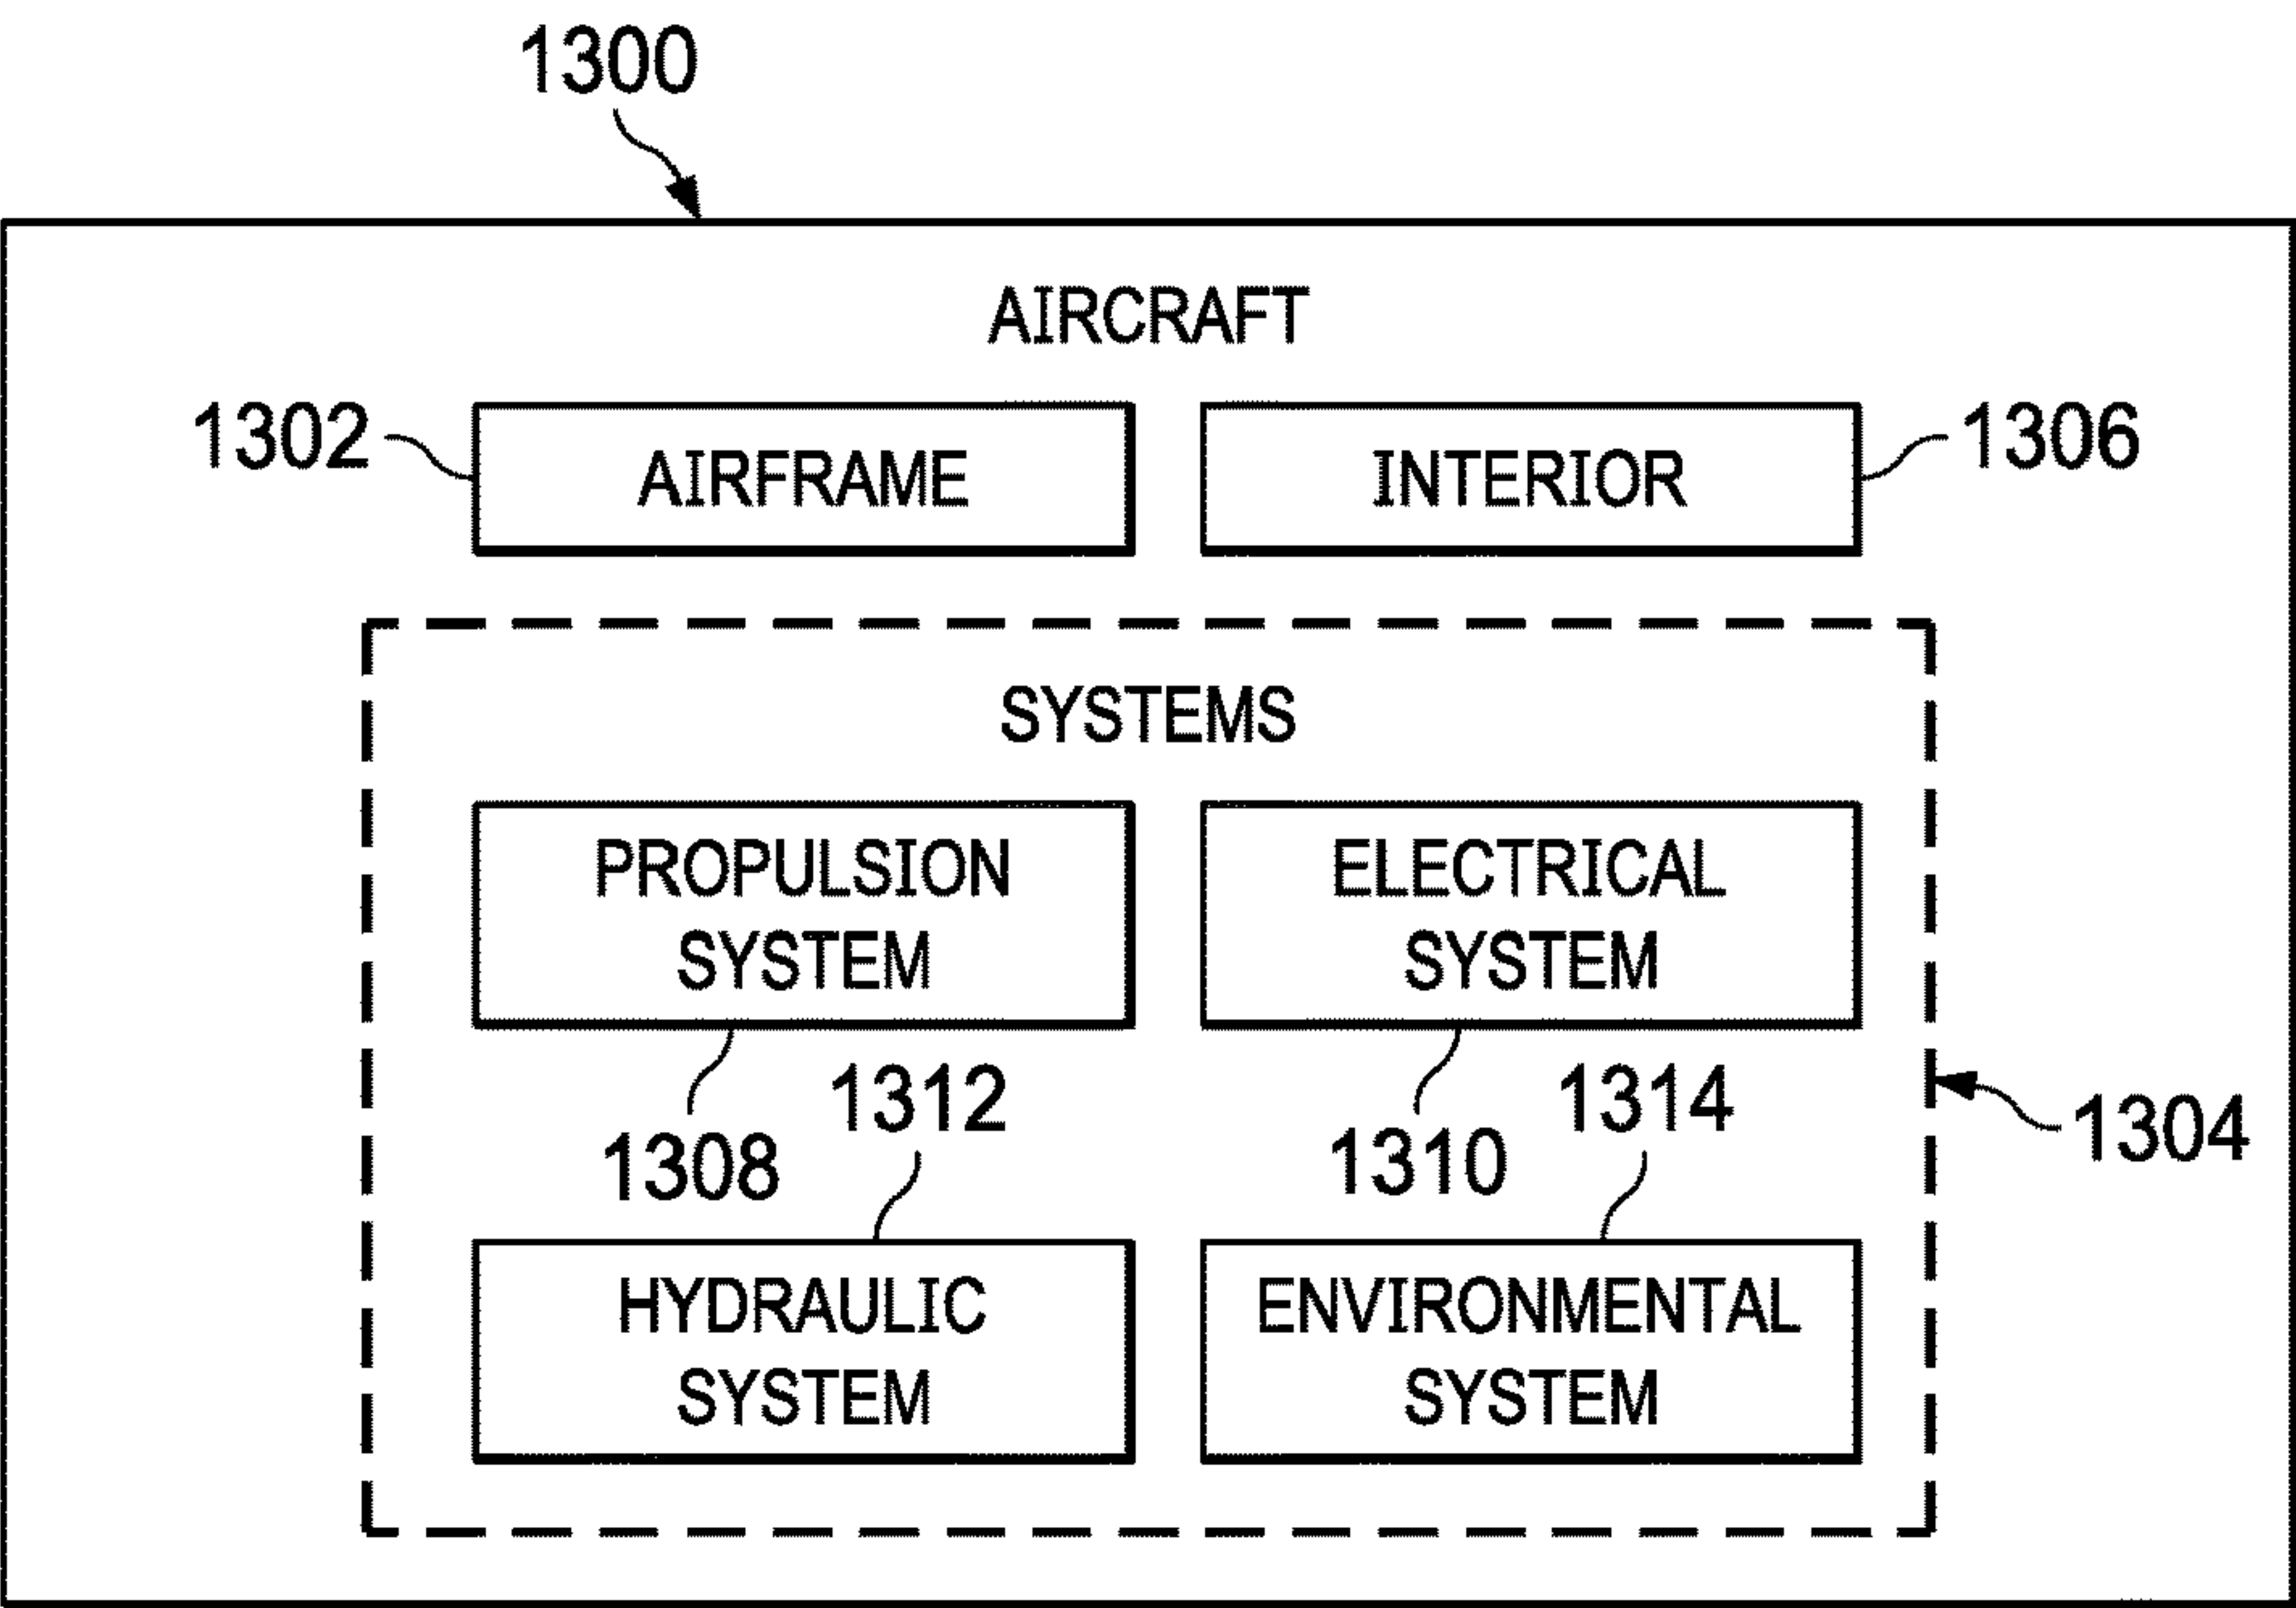 1300
AIRCRAFT
1302
AIRFRAME
INTERIOR
1306
SYSTEMS
PROPULSION
SYSTEM
ELECTRICAL
SYSTEM
1308
1312
1310
1314
1304
HYDRAULIC
SYSTEM
ENVIRONMENTAL
SYSTEM